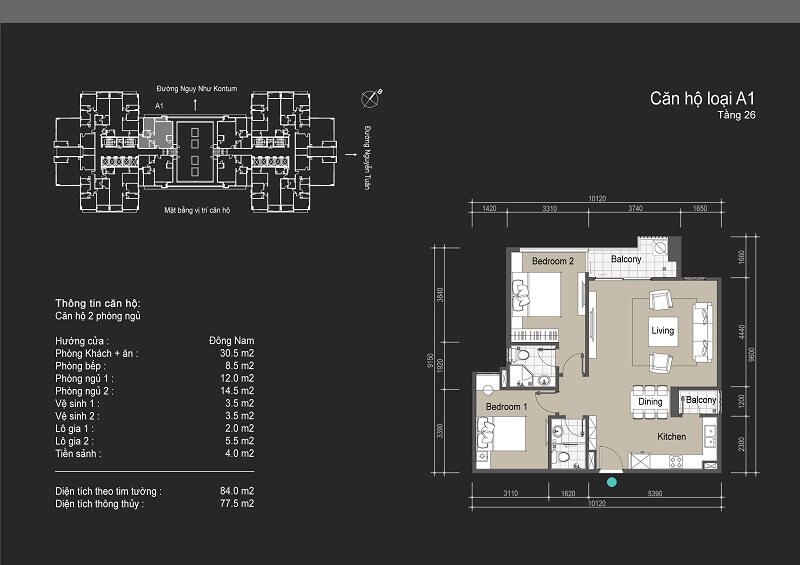 Đường Ngụy Như Kontum
A1
B
Đường Nguyễn Tuân
Mặt bằng vị trí căn hộ
Căn hộ loại A1
Tầng 26
Thông tin căn hộ:
Căn hộ 2 phòng ngủ
Hướng cửa : Đông Nam
Phòng Khách + ăn : 30.5 m2
Phòng bếp : 8.5 m2
Phòng ngủ 1 : 12.0 m2
Phòng ngủ 2 : 14.5 m2
Vệ sinh 1 : 3.5 m2
Vệ sinh 2 : 3.5 m2
Lô gia 1 : 2.0 m2
Lô gia 2 : 5.5 m2
Tiền sảnh : 4.0 m2
Diện tích theo tim tường : 84.0 m2
Diện tích thông thủy : 77.5 m2
10120
1420 3310 3740 1650
Balcony
Bedroom 2
Living
Dining
Balcony
Bedroom 1
Kitchen
3840
1920
3390
9150
1660
4440
1200
2300
9600
3110 1620 5390
10120